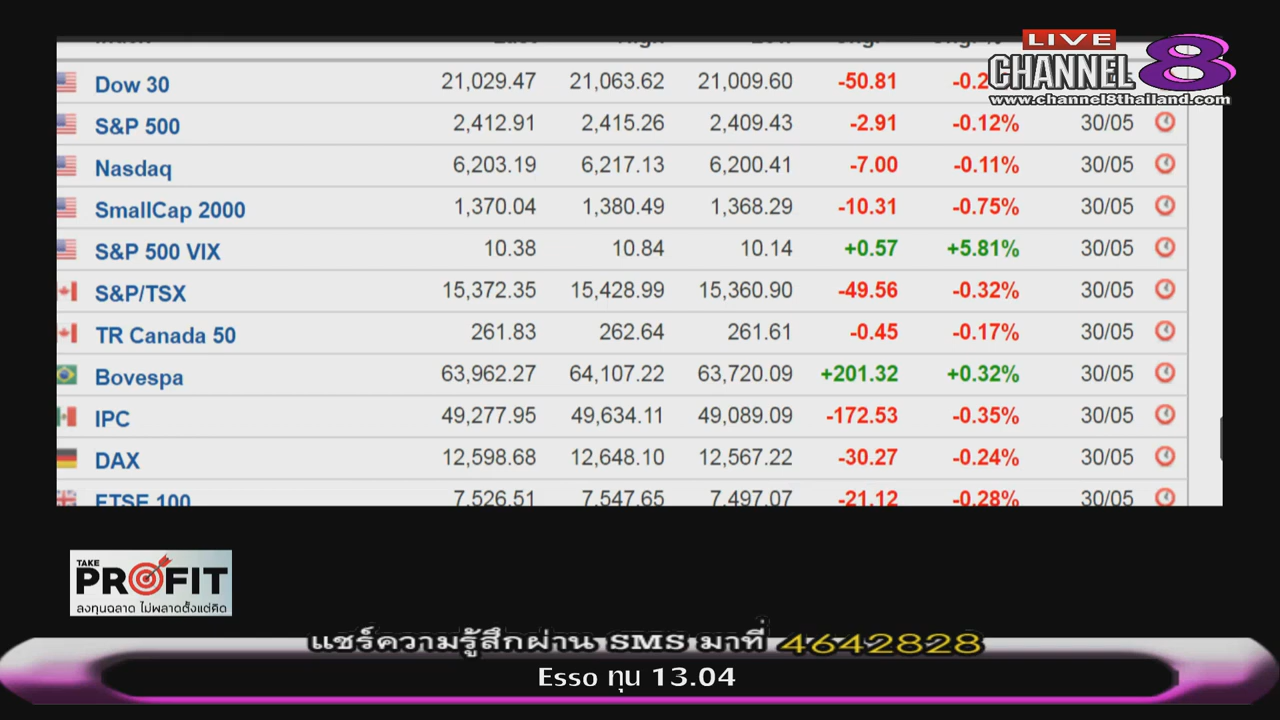 LIVE
CHANNEL 8
www.channel8thailand.com
Dow 30 21,029.47 21,063.62 21,009.60 -50.81
S&P 500 2,412.91 2,415.26 2,409.43 -2.91 -0.12% 30/05
Nasdaq 6,203.19 6,217.13 6,200.41 -7.00 -0.11% 30/05
SmallCap 2000 1,370.04 1,380.49 1,368.29 -10.31 -0.75% 30/05
S&P 500 VIX 10.38 10.84 10.14 +0.57 +5.81% 30/05
S&P/TSX 15,372.35 15,428.99 15,360.90 -49.56 -0.32% 30/05
TR Canada 50 261.83 262.64 261.61 -0.45 -0.17% 30/05
Bovespa 63,962.27 64,107.22 63,720.09 +201.32 +0.32% 30/05
IPC 49,277.95 49,634.11 49,089.09 -172.53 -0.35% 30/05
DAX 12,598.68 12,648.10 12,567.22 -30.27 -0.24% 30/05
FTSE 100 7,526.51 7,547.65 7,497.07 -21.12 -0.28% 30/05
TAKE
PROFIT
ลงทุนฉลาด ไม่พลาดตั้งแต่คิด
แชร์ความรู้สึกผ่าน SMS มาที่ 4642828
Esso ทุน 13.04